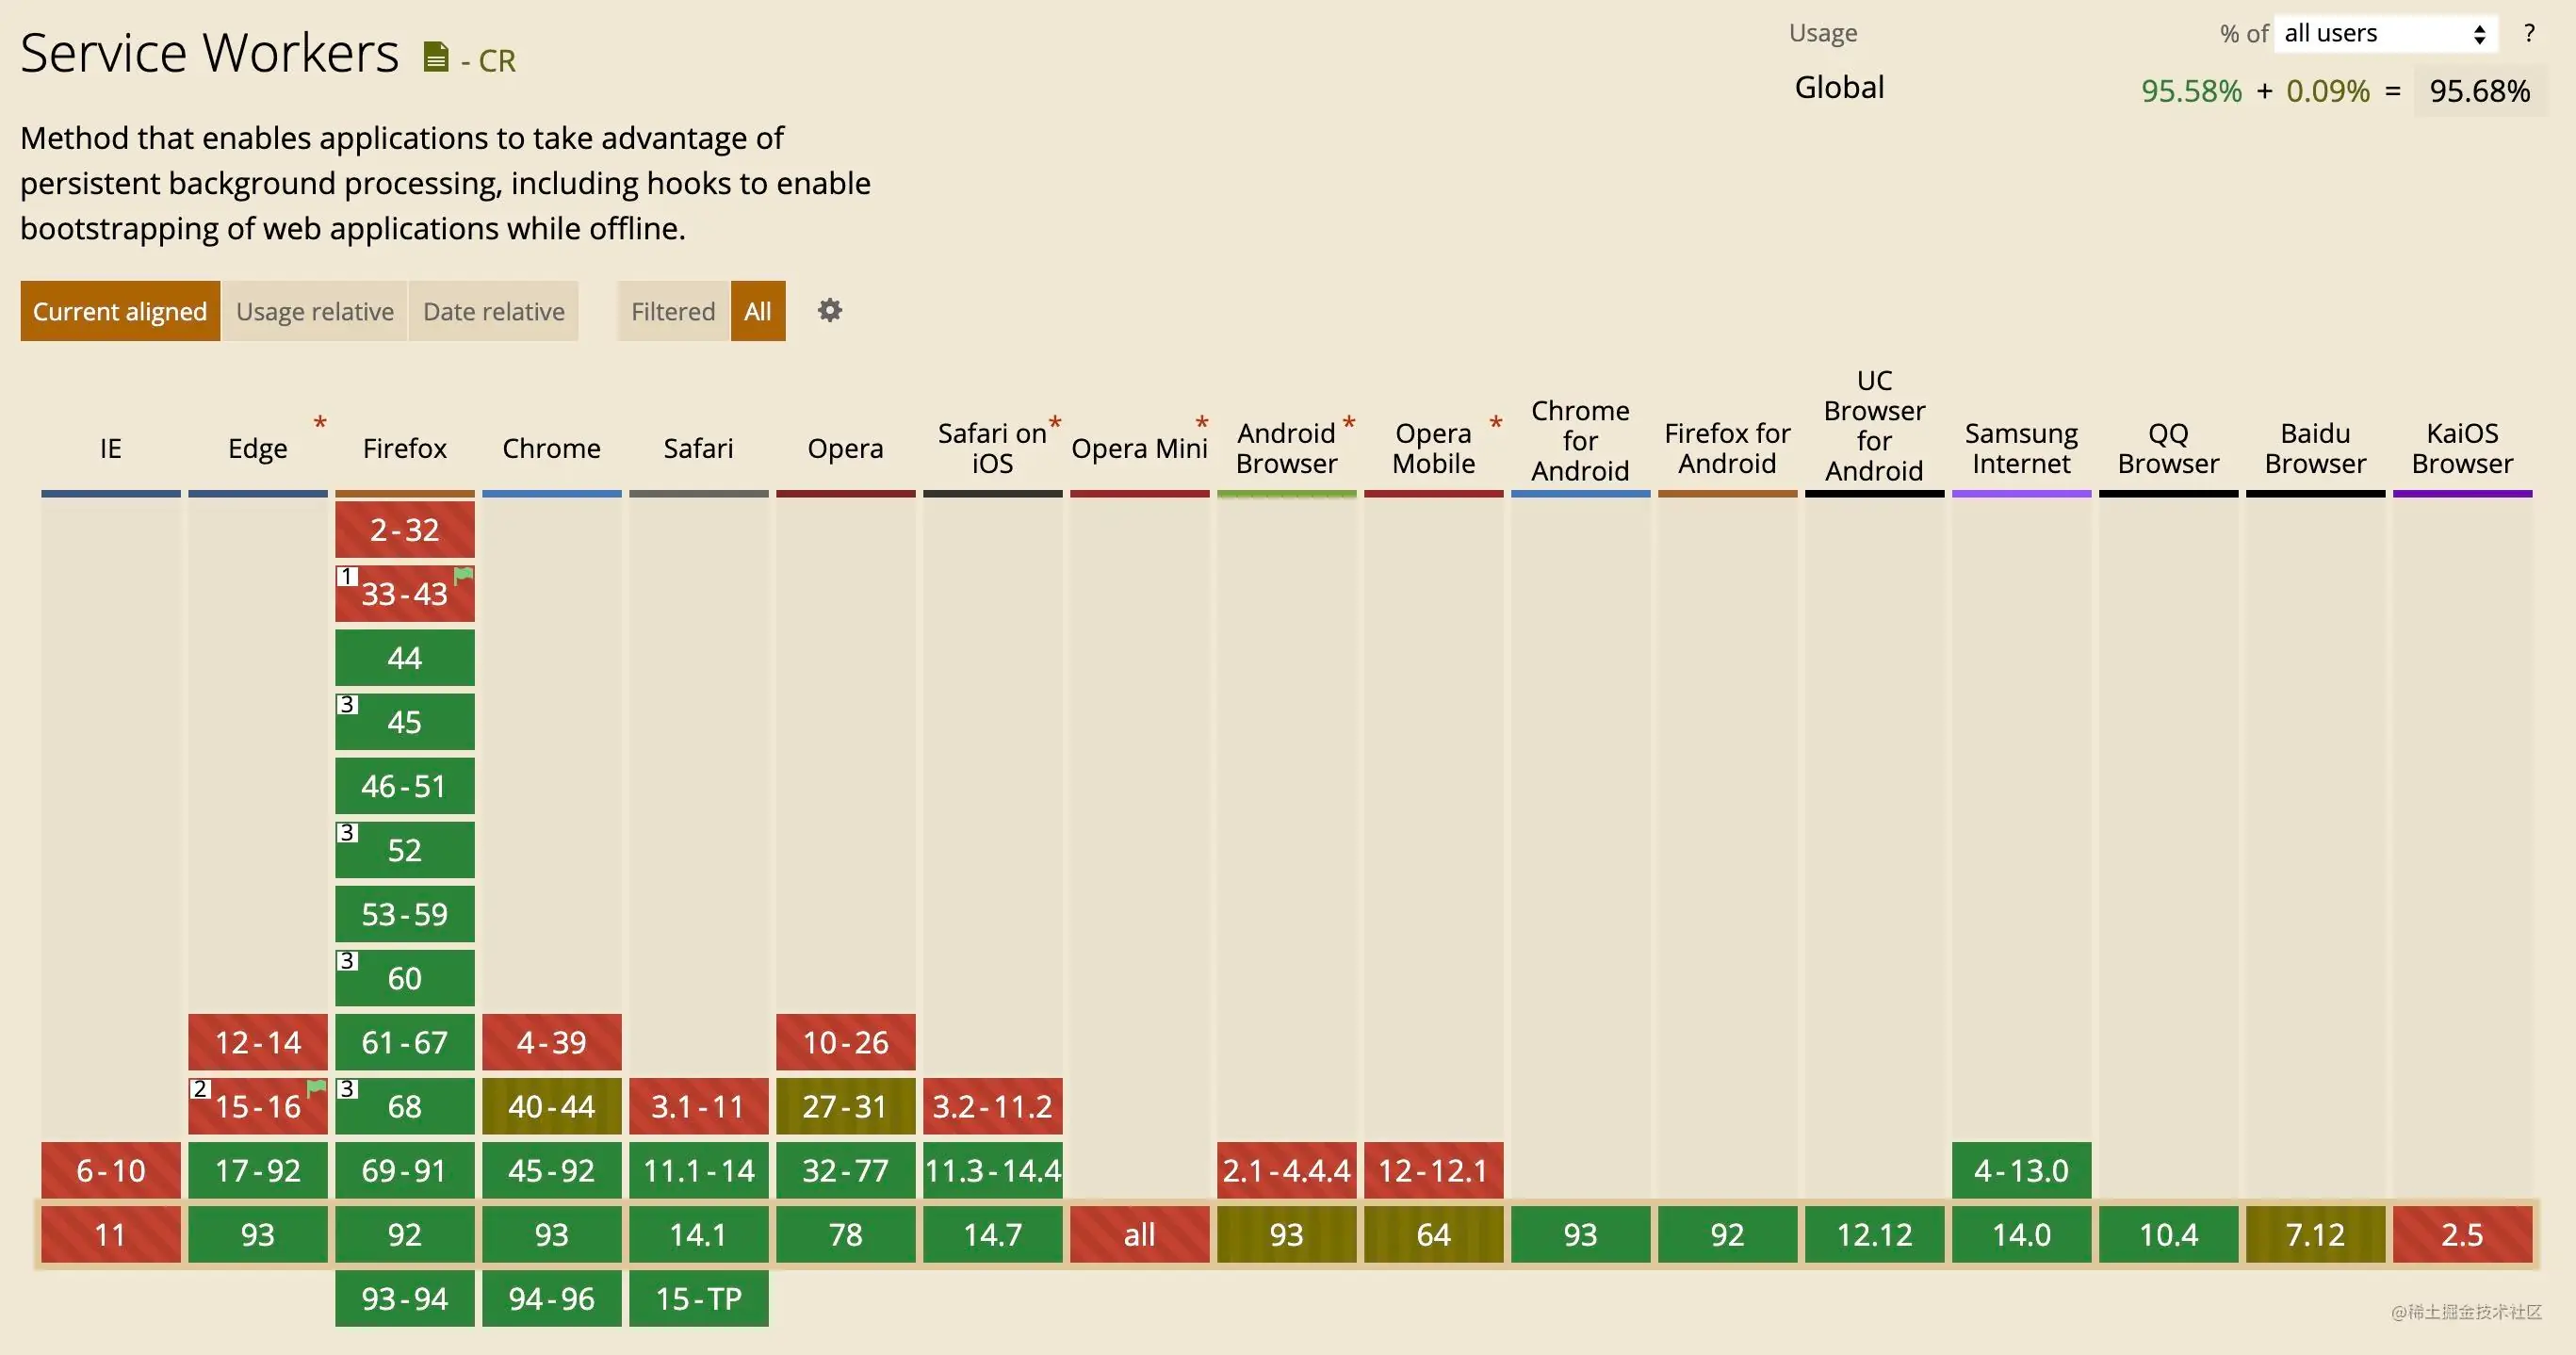 Service Workers - CR
Usage % of all users ?
Global 95.58% + 0.09% = 95.68%
Method that enables applications to take advantage of
persistent background processing, including hooks to enable
bootstrapping of web applications while offline.
Current aligned Usage relative Date relative Filtered All
IE
Edge *
Firefox
Chrome
Safari
Opera
Safari on *
iOS
Opera Mini *
Android *
Browser
Opera *
Mobile
Chrome
for
Android
Firefox for
Android
UC
Browser
for
Android
Samsung
Internet
QQ
Browser
Baidu
Browser
KaiOS
Browser
2-32
1 33-43
44
3 45
46-51
3 52
53-59
3 60
12-14 61-67 4-39 10-26
2 15-16 3 68 40-44 3.1-11 27-31 3.2-11.2
6-10 17-92 69-91 45-92 11.1-14 32-77 11.3-14.4 2.1-4.4.4 12-12.1 4-13.0
11 93 92 93 14.1 78 14.7 all 93 64 93 92 12.12 14.0 10.4 7.12 2.5
93-94 94-96 15-TP
@稀土掘金技术社区